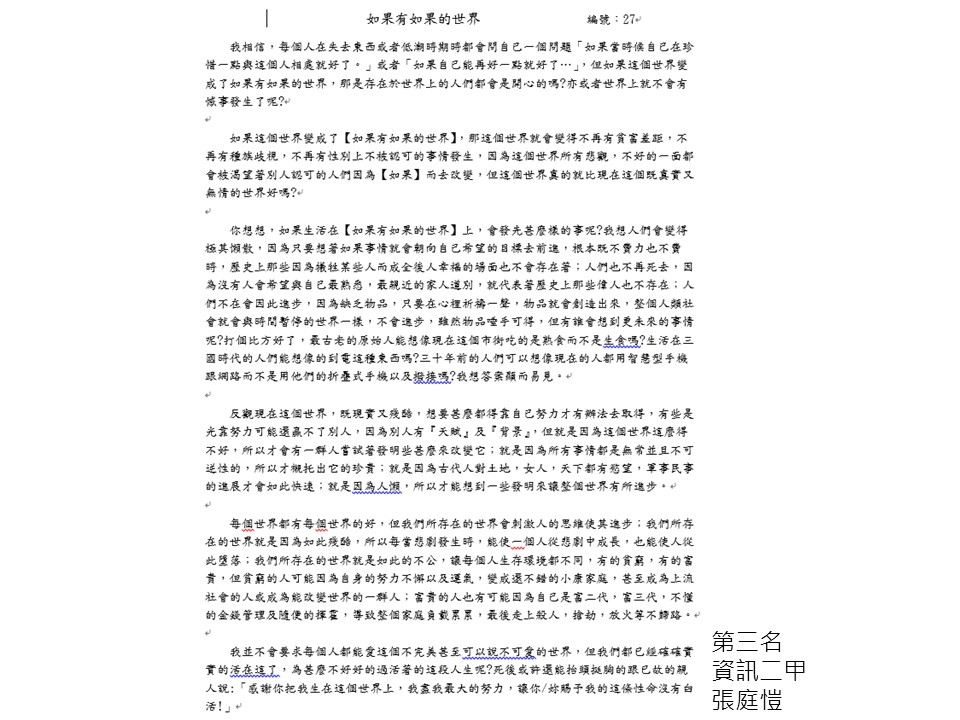 如果有如果的世界 編號：27
我相信，每個人在失去東西或者低潮時期時都會問自己一個問題「如果當時候自己在珍
惜一點與這個人相處就好了。」或者「如果自己能再好一點就好了…」，但如果這個世界變
成了如果有如果的世界，那是存在於世界上的人們都會是開心的嗎?亦或者世界上就不會有
憾事發生了呢?
如果這個世界變成了【如果有如果的世界】，那這個世界就會變得不再有貧富差距，不
再有種族歧視，不再有性別上不被認可的事情發生，因為這個世界所有悲觀，不好的一面都
會被渴望著別人認可的人們因為【如果】而去改變，但這個世界真的就比現在這個既真實又
無情的世界好嗎?
你想想，如果生活在【如果有如果的世界】上，會發先甚麼樣的事呢?我想人們會變得
極其懶散，因為只要想著如果事情就會朝向自己希望的目標去前進，根本既不費力也不費
時，歷史上那些因為犧牲某些人而成全後人幸福的場面也不會存在著；人們也不再死去，因
為沒有人會希望與自己最熟悉，最親近的家人道別，就代表著歷史上那些偉人也不存在；人
們不在會因此進步，因為缺乏物品，只要在心裡祈禱一聲，物品就會創造出來，整個人類社
會就會與時間暫停的世界一樣，不會進步，雖然物品唾手可得，但有誰會想到更未來的事情
呢?打個比方好了，最古老的原始人能想像現在這個市街吃的是熟食而不是生食嗎?生活在三
國時代的人們能想像的到電這種東西嗎?三十年前的人們可以想像現在的人都用智慧型手機
跟網路而不是用他們的折疊式手機以及撥接嗎?我想答案顯而易見。
反觀現在這個世界，既現實又殘酷，想要甚麼都得靠自己努力才有辦法去取得，有些是
光靠努力可能還贏不了別人，因為別人有『天賦』及『背景』，但就是因為這個世界這麼得
不好，所以才會有一群人嘗試著發明些甚麼來改變它；就是因為所有事情都是無常並且不可
逆性的，所以才襯托出它的珍貴；就是因為古代人對土地，女人，天下都有慾望，軍事民事
的進展才會如此快速；就是因為人懶，所以才能想到一些發明來讓整個世界有所進步。
每個世界都有每個世界的好，但我們所存在的世界會刺激人的思維使其進步；我們所存
在的世界就是因為如此殘酷，所以每當悲劇發生時，能使一個人從悲劇中成長，也能使人從
此墮落；我們所存在的世界就是如此的不公，讓每個人生存環境都不同，有的貧窮，有的富
貴，但貧窮的人可能因為自身的努力不懈以及運氣，變成還不錯的小康家庭，甚至成為上流
社會的人或成為能改變世界的一群人；富貴的人也有可能因為自己是富二代，富三代，不懂
的金錢管理及隨便的揮霍，導致整個家庭負載累累，最後走上殺人，搶劫，放火等不歸路。
我並不會要求每個人都能愛這個不完美甚至可以說不可愛的世界，但我們都已經確確實
實的活在這了，為甚麼不好好的過活著的這段人生呢?死後或許還能抬頭挺胸的跟已故的親
人說:「感謝你把我生在這個世界上，我盡我最大的努力，讓你/妳賜予我的這條性命沒有白
活!」
第三名
資訊二甲
張庭愷